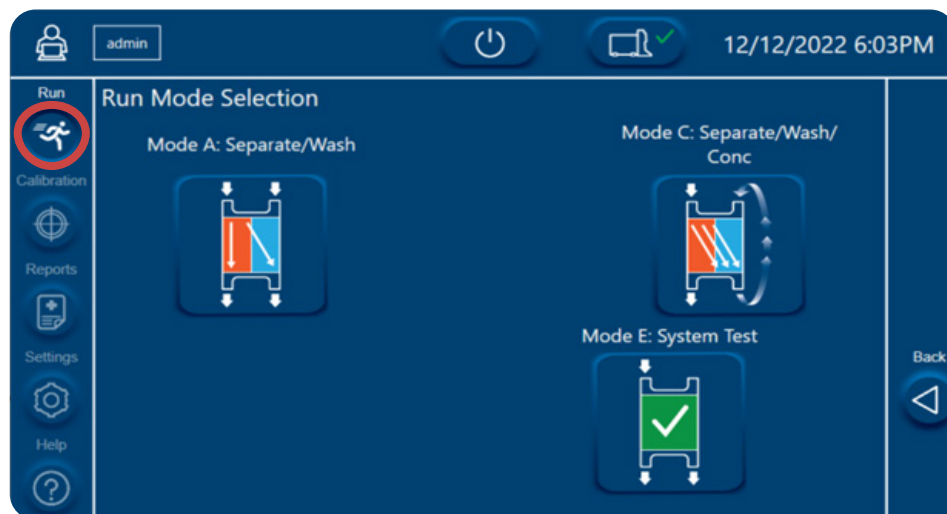 admin
12/12/2022 6:03PM
Run
Run Mode Selection
Mode A: Separate/Wash
Mode C: Separate/Wash/
Conc
Calibration
Reports
Mode E: System Test
Settings
Back
Help